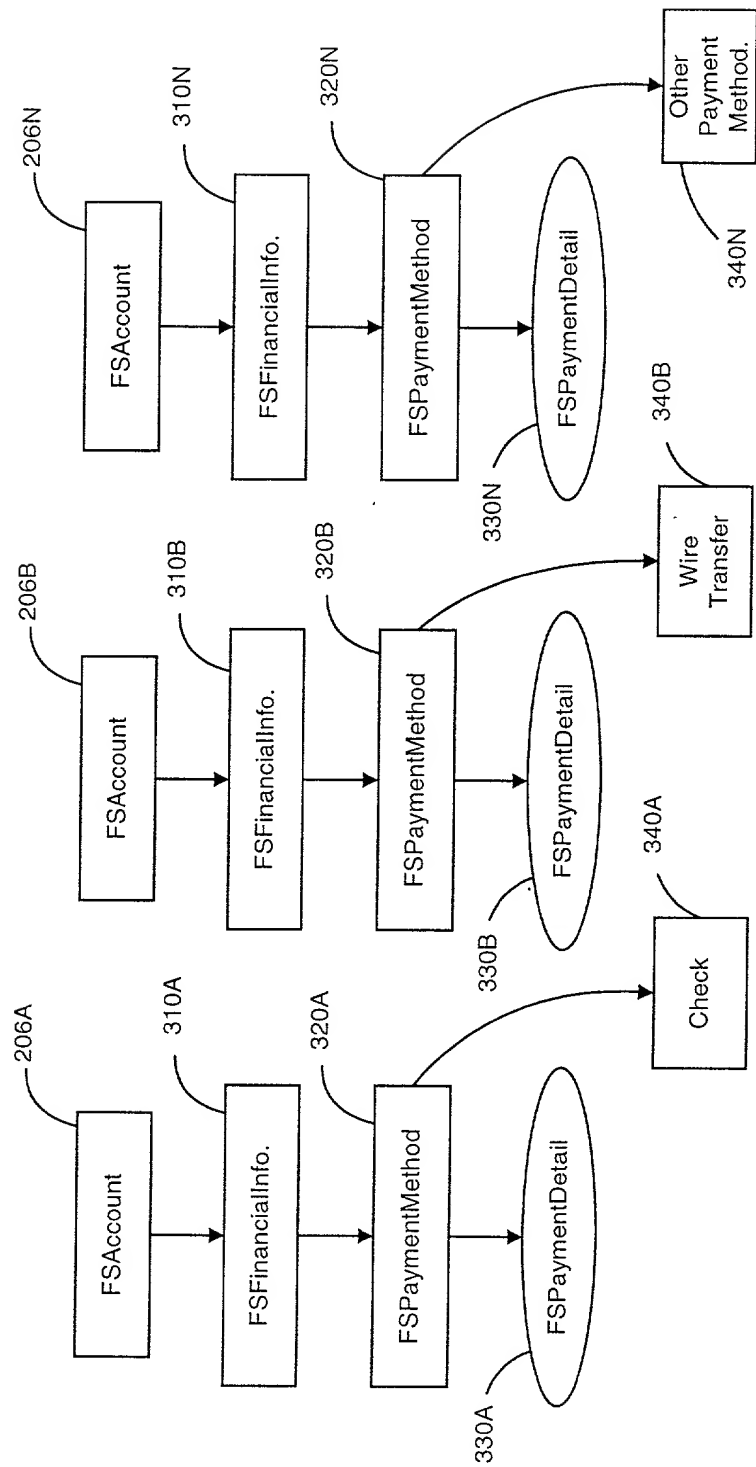 206A
FSAccount
310A
FSFinancialInfo.
320A
FSPaymentMethod
330A
FSPaymentDetail
340A
Check
206B
FSAccount
310B
FSFinancialInfo.
320B
FSPaymentMethod
330B
FSPaymentDetail
340B
Wire
Transfer
206N
FSAccount
310N
FSFinancialInfo.
320N
FSPaymentMethod
330N
FSPaymentDetail
340N
Other
Payment
Method.